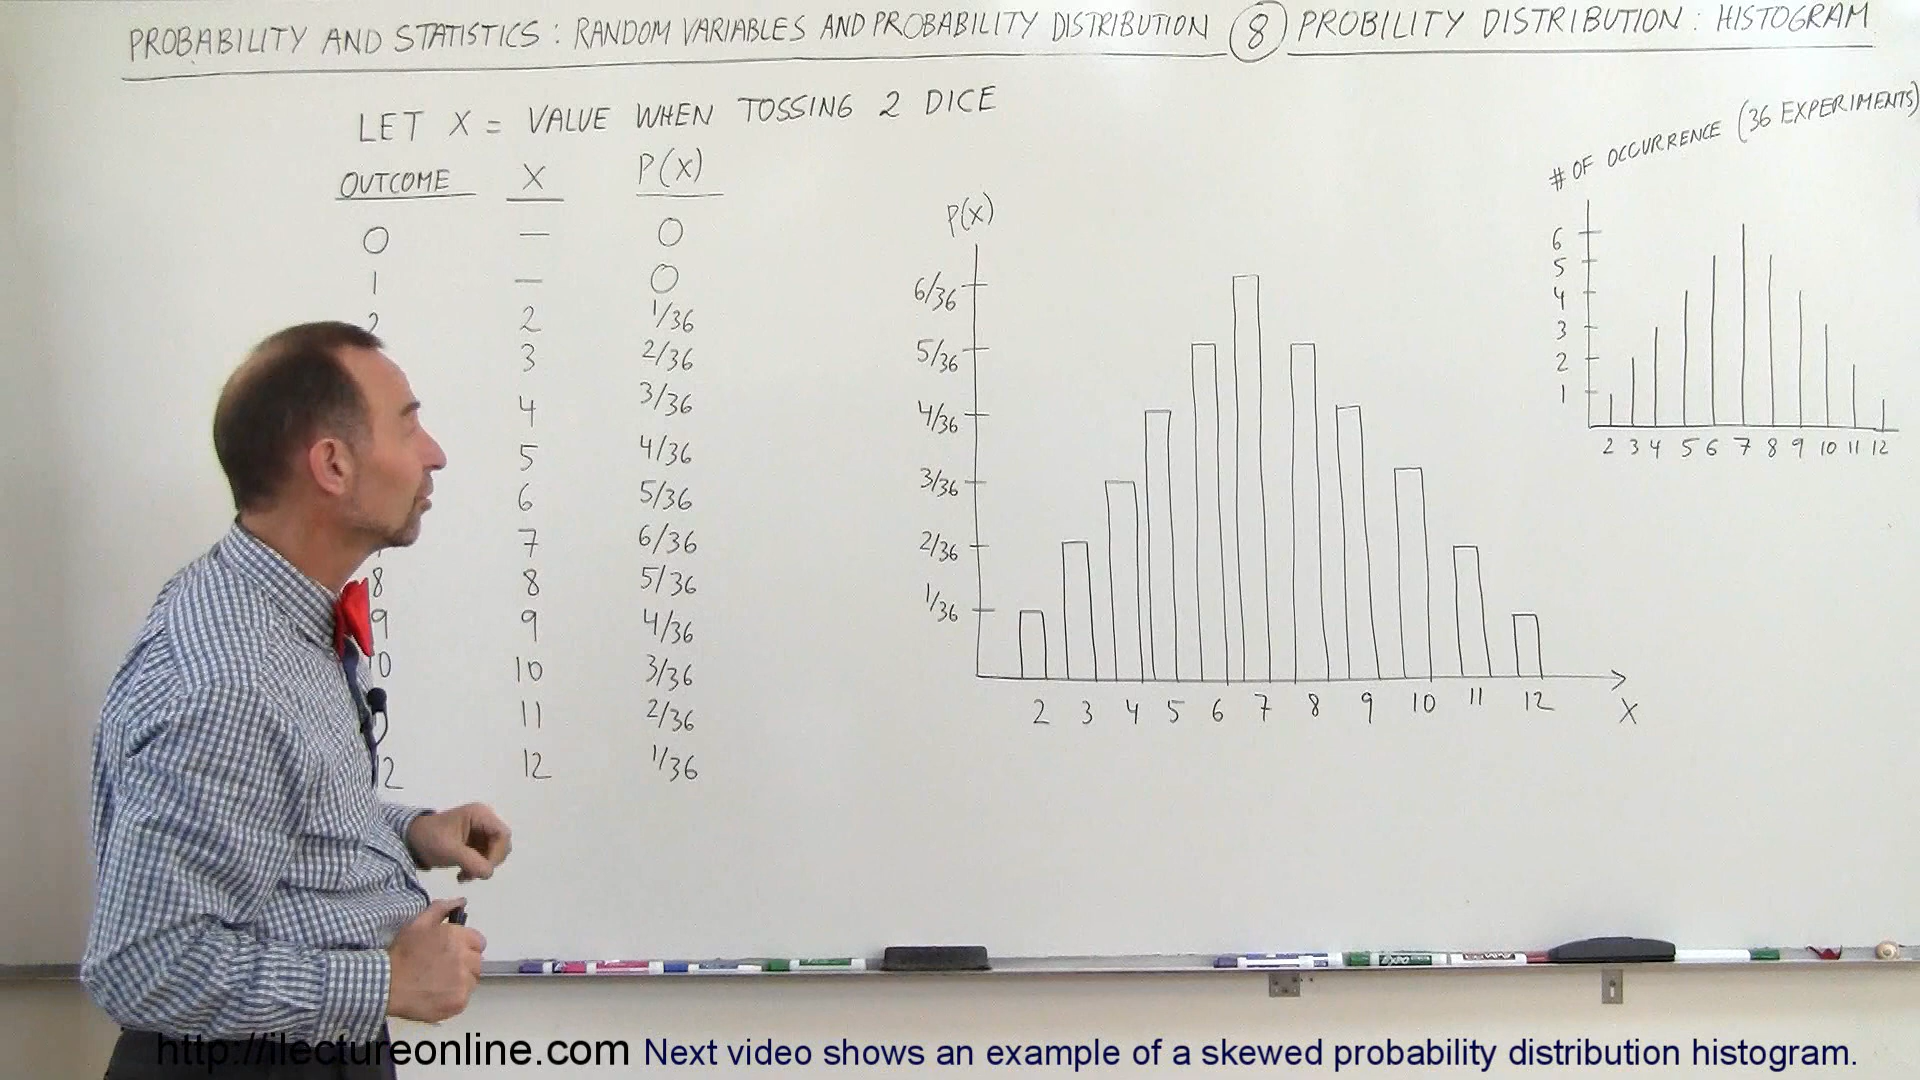 PROBABILITY AND STATISTICS: RANDOM VARIABLES AND PROBABILITY DISTRIBUTION 8 PROBILITY DISTRIBUTION: HISTOGRAM
LET X = VALUE WHEN TOSSING 2 DICE
OUTCOME X P(X)
0 — 0
1 — 0
2 2 1/36
3 2/36
4 3/36
5 4/36
6 5/36
7 6/36
8 8 5/36
9 9 4/36
10 10 3/36
11 2/36
12 12 1/36
P(X)
6/36
5/36
4/36
3/36
2/36
1/36
2 3 4 5 6 7 8 9 10 11 12 X
# OF OCCURRENCE (36 EXPERIMENTS)
6
5
4
3
2
1
2 3 4 5 6 7 8 9 10 11 12
http://ilectureonline.com Next video shows an example of a skewed probability distribution histogram.